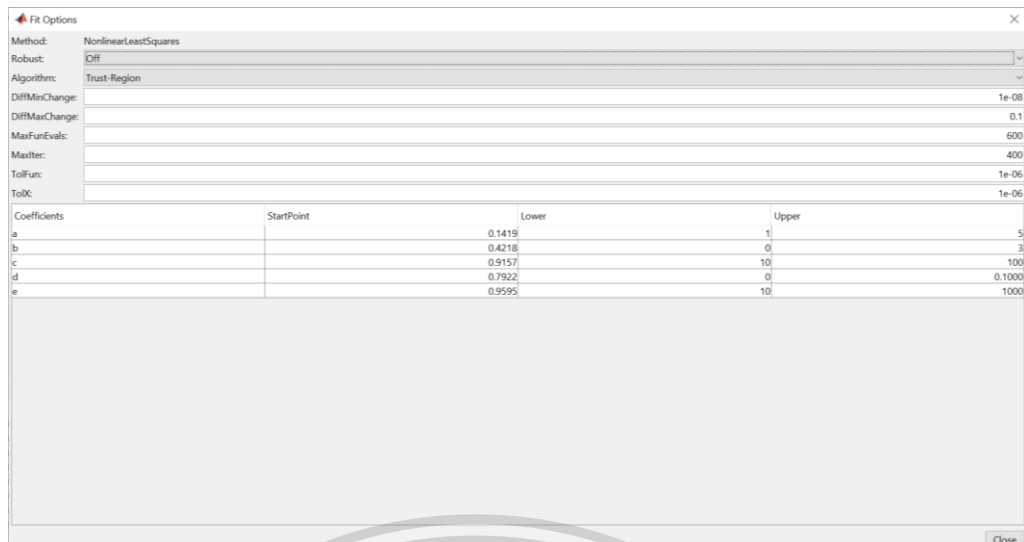 Fit Options
Method: NonlinearLeastSquares
Robust: Off
Algorithm: Trust-Region
DiffMinChange: 1e-08
DiffMaxChange: 0.1
MaxFunEvals: 600
MaxIter: 400
TolFun: 1e-06
TolX: 1e-06
Coefficients StartPoint Lower Upper
a 0.1419 1 5
b 0.4218 0 3
c 0.9157 10 100
d 0.7922 0 0.1000
e 0.9595 10 1000
Close